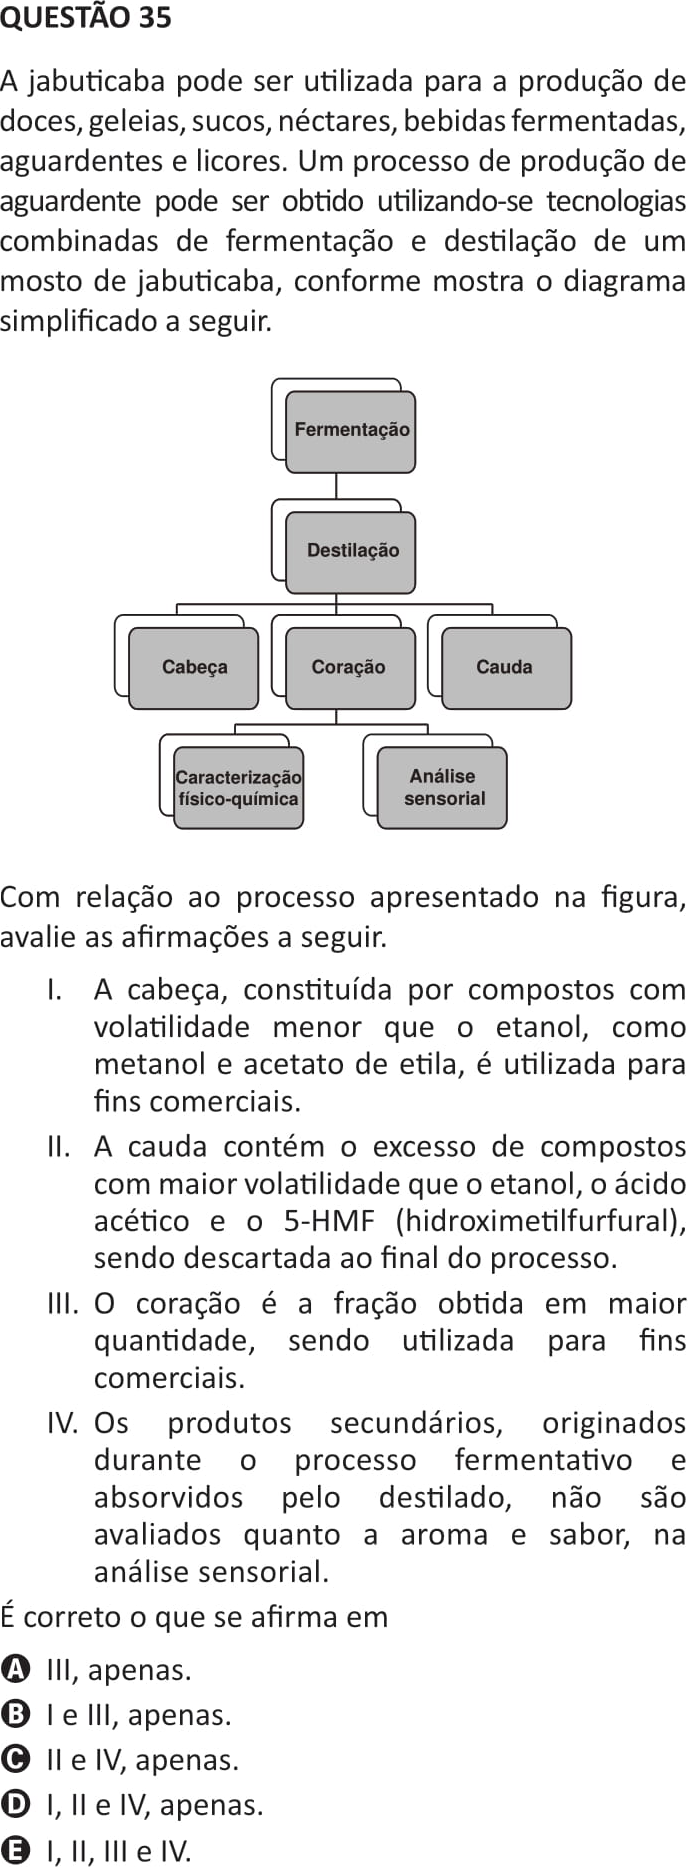 QUESTÃO 35
A jabuticaba pode ser utilizada para a produção de
doces, geleias, sucos, néctares, bebidas fermentadas,
aguardentes e licores. Um processo de produção de
aguardente pode ser obtido utilizando-se tecnologias
combinadas de fermentação e destilação de um
mosto de jabuticaba, conforme mostra o diagrama
simplificado a seguir.
Fermentação
Destilação
Cabeça
Coração
Cauda
Caracterização
físico-química
Análise
sensorial
Com relação ao processo apresentado na figura,
avalie as afirmações a seguir.
I. A cabeça, constituída por compostos com
volatilidade menor que o etanol, como
metanol e acetato de etila, é utilizada para
fins comerciais.
II. A cauda contém o excesso de compostos
com maior volatilidade que o etanol, o ácido
acético e o 5-HMF (hidroximetilfurfural),
sendo descartada ao final do processo.
III. O coração é a fração obtida em maior
quantidade, sendo utilizada para fins
comerciais.
IV. Os produtos secundários, originados
durante o processo fermentativo e
absorvidos pelo destilado, não são
avaliados quanto a aroma e sabor, na
análise sensorial.
É correto o que se afirma em
A III, apenas.
B I e III, apenas.
C II e IV, apenas.
D I, II e IV, apenas.
E I, II, III e IV.